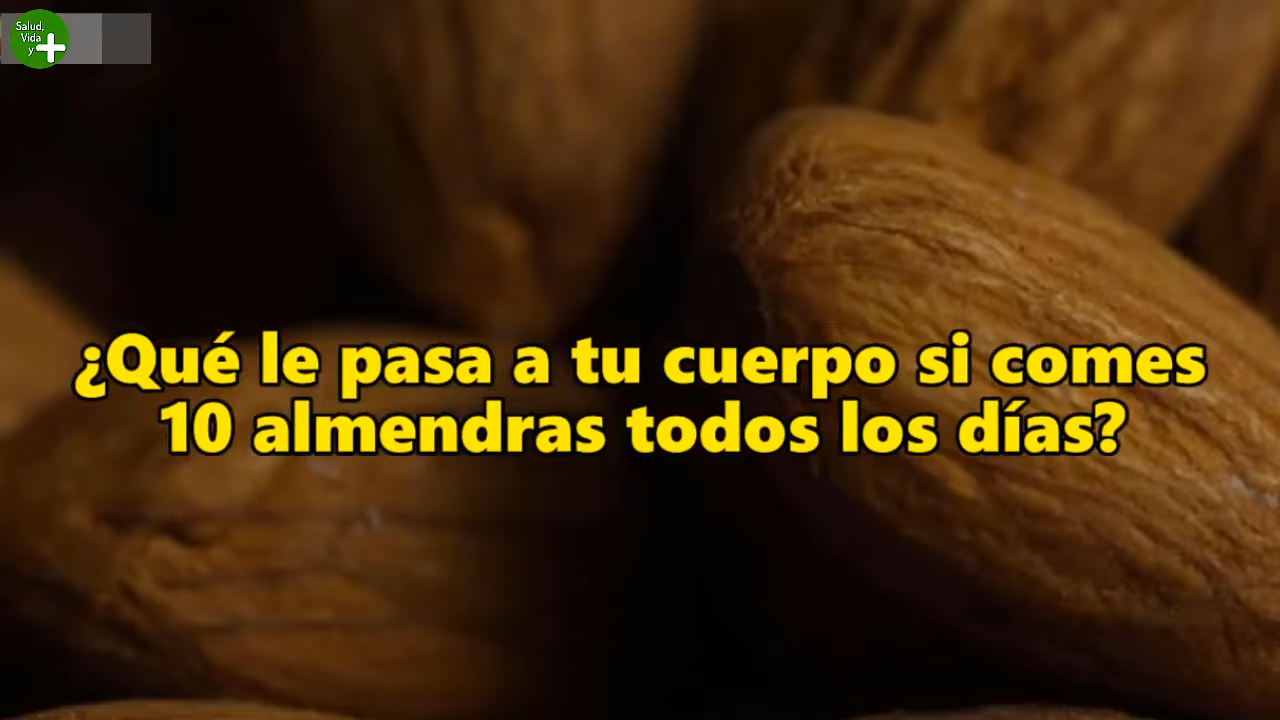 Salud,
Vida
y
¿Qué le pasa a tu cuerpo si comes
10 almendras todos los días?